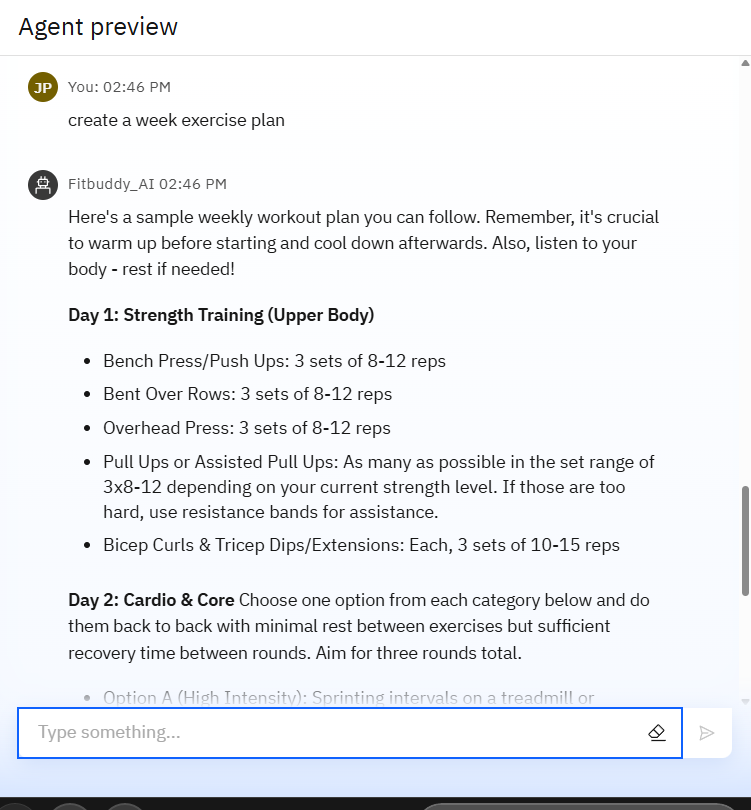 Agent preview
JP You: 02:46 PM
create a week exercise plan
Fitbuddy_AI 02:46 PM
Here's a sample weekly workout plan you can follow. Remember, it's crucial
to warm up before starting and cool down afterwards. Also, listen to your
body - rest if needed!
Day 1: Strength Training (Upper Body)
• Bench Press/Push Ups: 3 sets of 8-12 reps
• Bent Over Rows: 3 sets of 8-12 reps
• Overhead Press: 3 sets of 8-12 reps
• Pull Ups or Assisted Pull Ups: As many as possible in the set range of
3x8-12 depending on your current strength level. If those are too
hard, use resistance bands for assistance.
• Bicep Curls & Tricep Dips/Extensions: Each, 3 sets of 10-15 reps
Day 2: Cardio & Core Choose one option from each category below and do
them back to back with minimal rest between exercises but sufficient
recovery time between rounds. Aim for three rounds total.
• Option A (High Intensity): Sprinting intervals on a treadmill or
Type something...